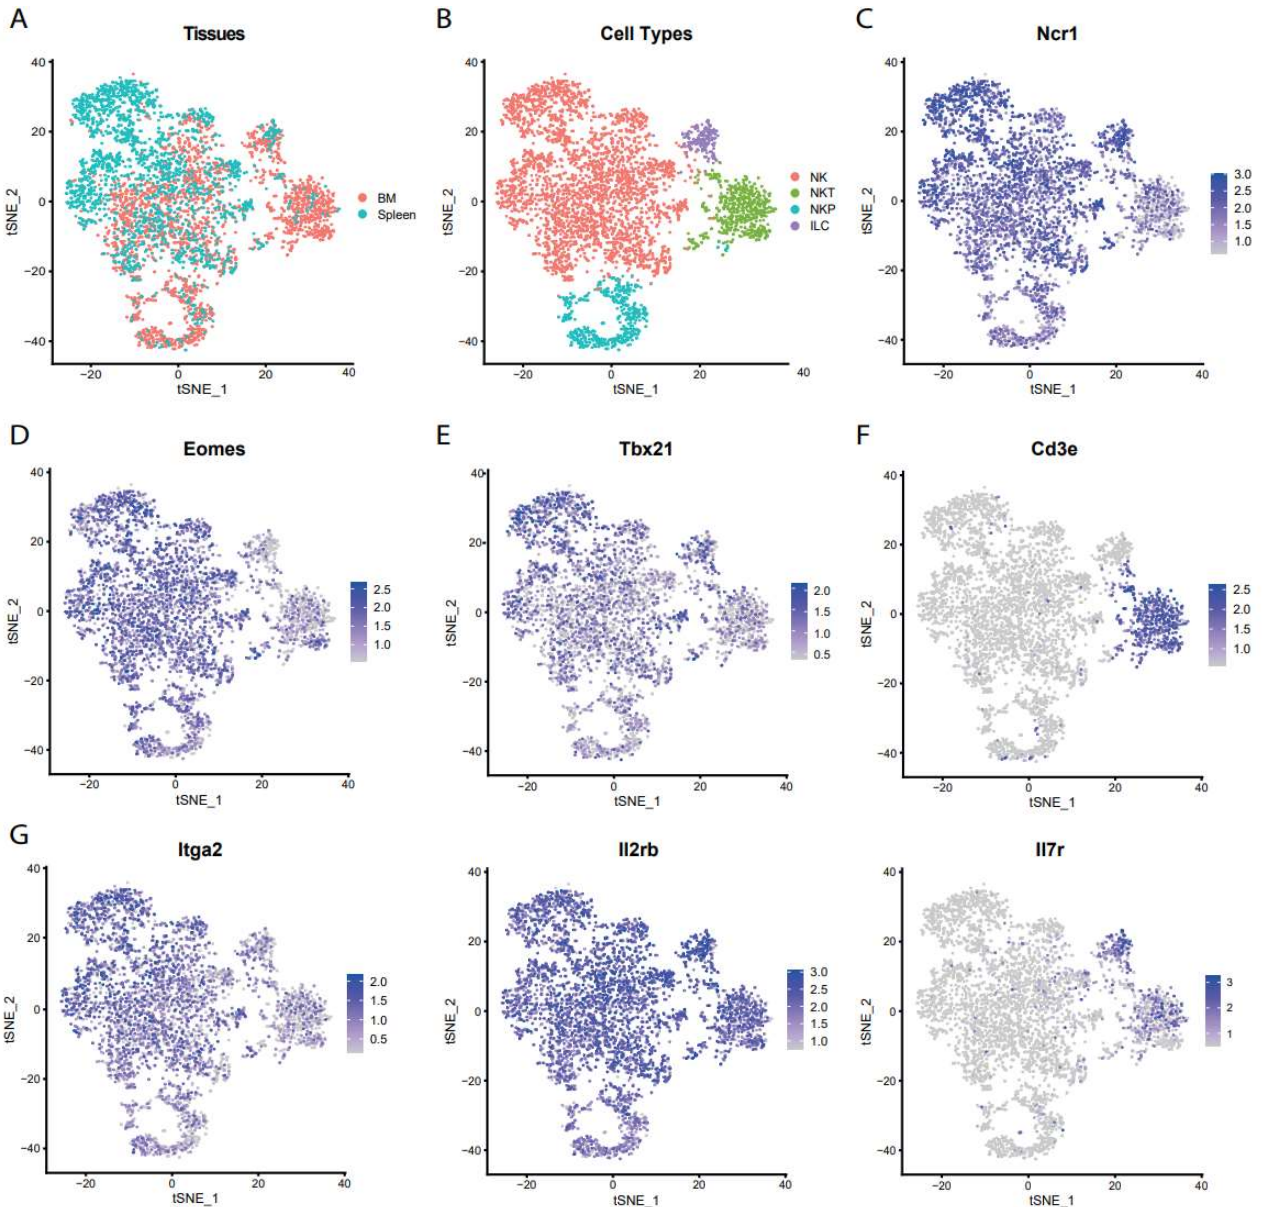 A
Tissues
40
20
0
−20
−40
−20
0
20
40
tSNE_1
tSNE_2
BM
Spleen
B
Cell Types
40
20
0
−20
−40
−20
0
20
40
tSNE_1
tSNE_2
NK
NKT
NKP
ILC
C
Ncr1
40
20
0
−20
−40
−20
0
20
40
tSNE_1
tSNE_2
3.0
2.5
2.0
1.5
1.0
D
Eomes
40
20
0
−20
−40
−20
0
20
40
tSNE_1
tSNE_2
2.5
2.0
1.5
1.0
E
Tbx21
40
20
0
−20
−40
−20
0
20
40
tSNE_1
tSNE_2
2.0
1.5
1.0
0.5
F
Cd3e
40
20
0
−20
−40
−20
0
20
40
tSNE_1
tSNE_2
2.5
2.0
1.5
1.0
G
Itga2
40
20
0
−20
−40
−20
0
20
40
tSNE_1
tSNE_2
2.0
1.5
1.0
0.5
Il2rb
40
20
0
−20
−40
−20
0
20
40
tSNE_1
tSNE_2
3.0
2.5
2.0
1.5
1.0
Il7r
40
20
0
−20
−40
−20
0
20
40
tSNE_1
tSNE_2
3
2
1